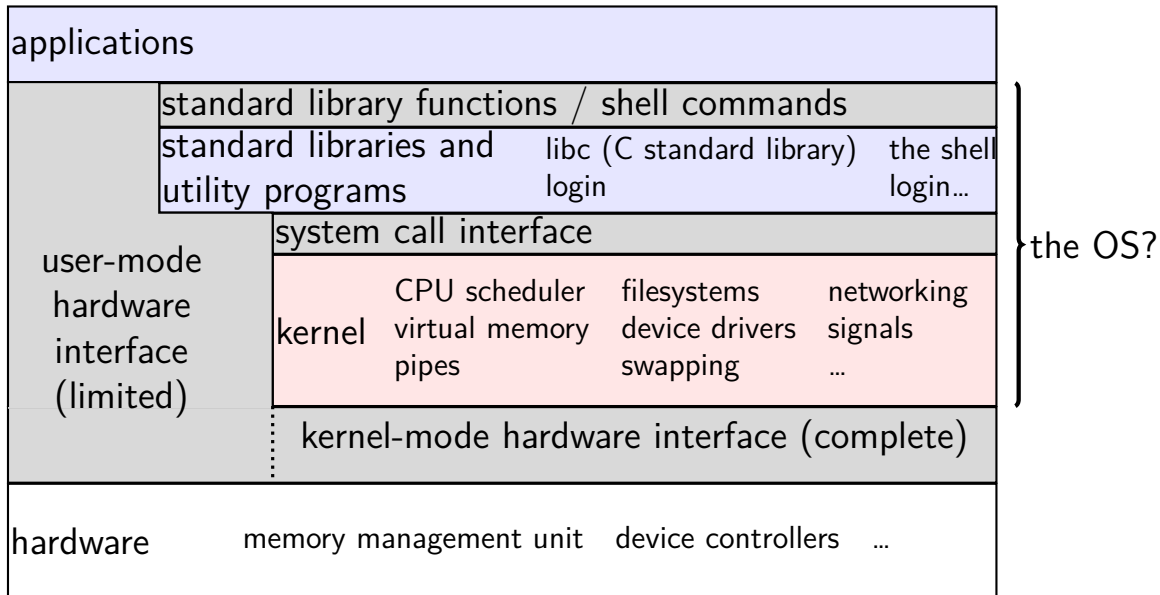 applications
standard library functions / shell commands
standard libraries and
utility programs
libc (C standard library)
login
the shell
login…
system call interface
user-mode
hardware
interface
(limited)
kernel
CPU scheduler
virtual memory
pipes
filesystems
device drivers
swapping
networking
signals
…
the OS?
kernel-mode hardware interface (complete)
hardware
memory management unit
device controllers
…